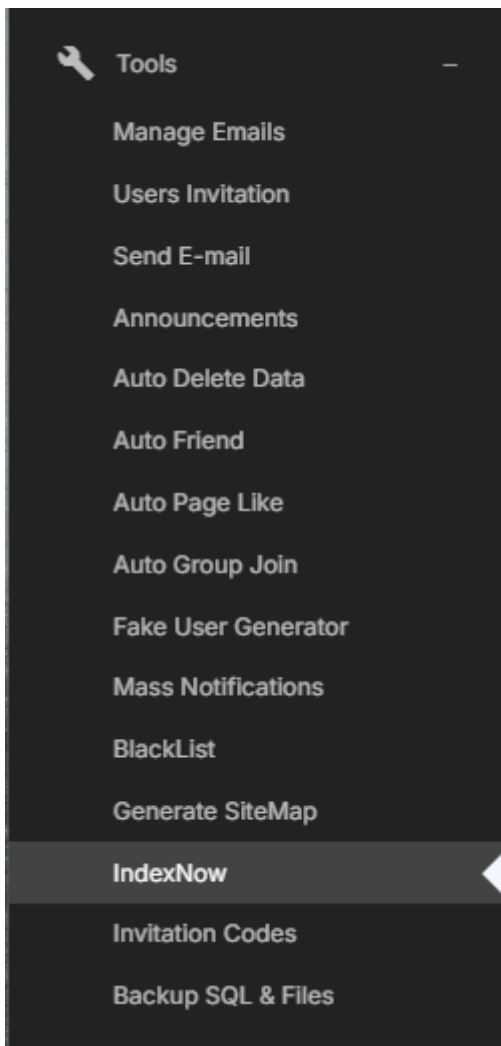 Tools
Manage Emails
Users Invitation
Send E-mail
Announcements
Auto Delete Data
Auto Friend
Auto Page Like
Auto Group Join
Fake User Generator
Mass Notifications
BlackList
Generate SiteMap
IndexNow
Invitation Codes
Backup SQL & Files